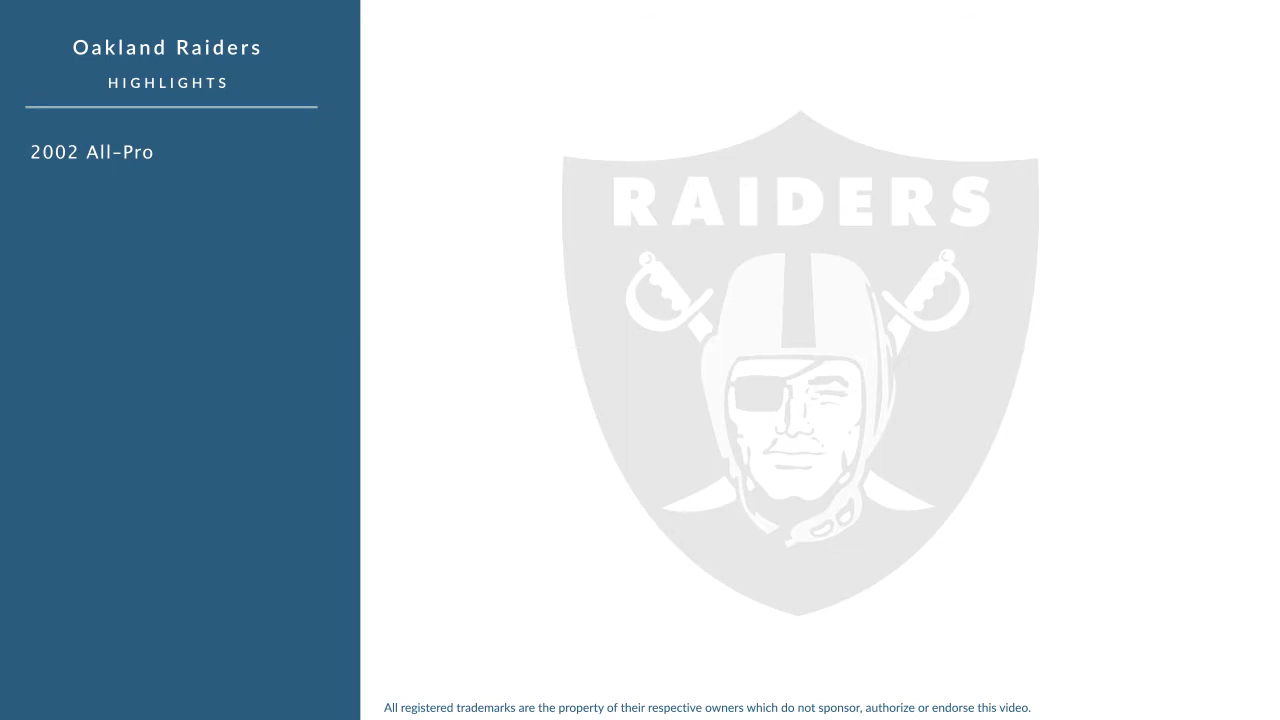 Oakland Raiders
HIGHLIGHTS
2002 All-Pro
RAIDERS
All registered trademarks are the property of their respective owners which do not sponsor, authorize or endorse this video.